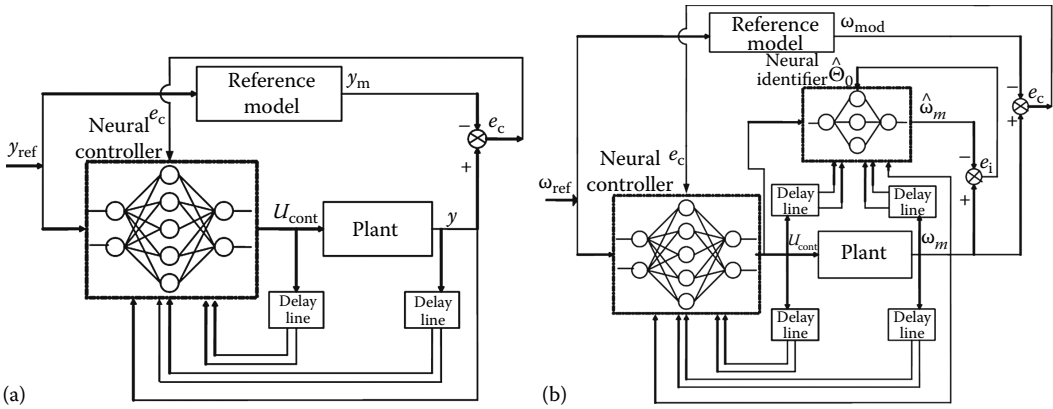 Reference
model
y_m
e_c
Neural
controller
y_ref
−
e_c
+
U_cont
Plant
y
Delay
line
Delay
line
(a)
Reference
model
ω_mod
Neural
identifier
Θ̂_0
ω̂_m
−
e_c
+
−
e_i
+
Neural
controller
e_c
ω_ref
Delay
line
Delay
line
U_cont
Plant
ω_m
Delay
line
Delay
line
(b)